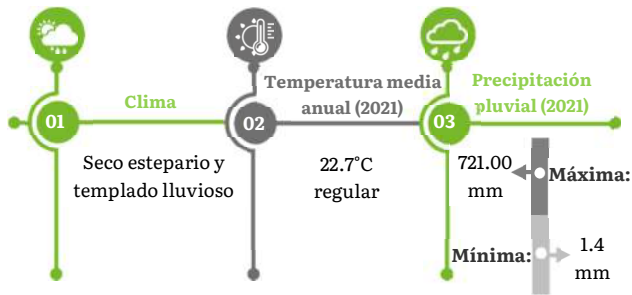 01
Clima
Seco estepario y
templado lluvioso
02
Temperatura media
anual (2021)
22.7°C
regular
03
Precipitación
pluvial (2021)
721.00
mm
Máxima:
Mínima:
1.4
mm